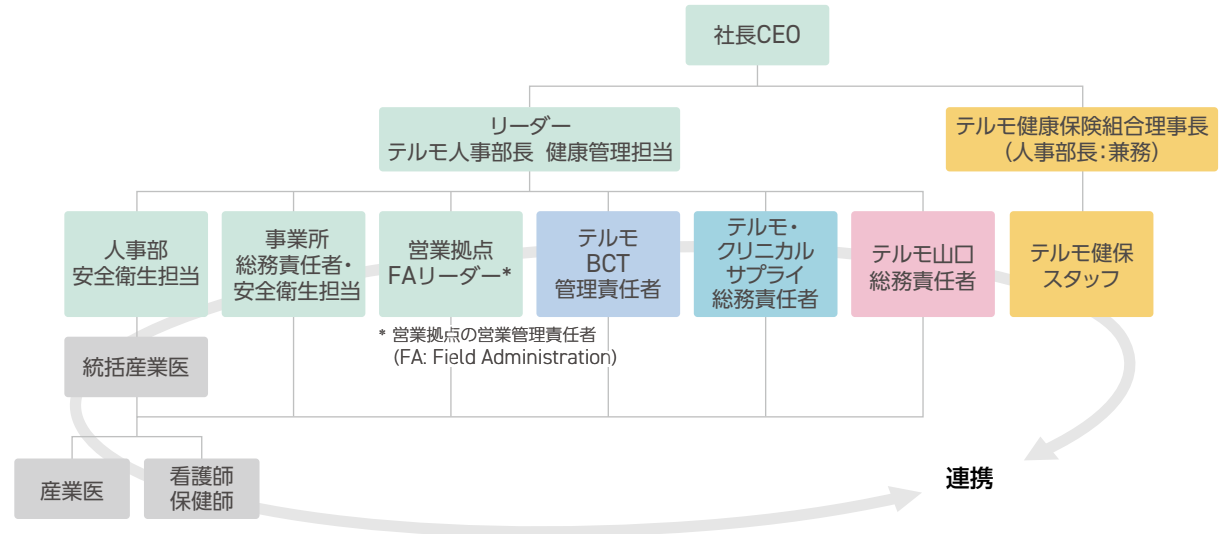 社長CEO
リーダー
テルモ人事部長 健康管理担当
テルモ健康保険組合理事長
(人事部長:兼務)
人事部
安全衛生担当
事業所
総務責任者・
安全衛生担当
営業拠点
FAリーダー*
テルモ
BCT
管理責任者
テルモ・
クリニカル
サプライ
総務責任者
テルモ山口
総務責任者
テルモ健保
スタッフ
* 営業拠点の営業管理責任者
(FA: Field Administration)
統括産業医
産業医
看護師
保健師
連携